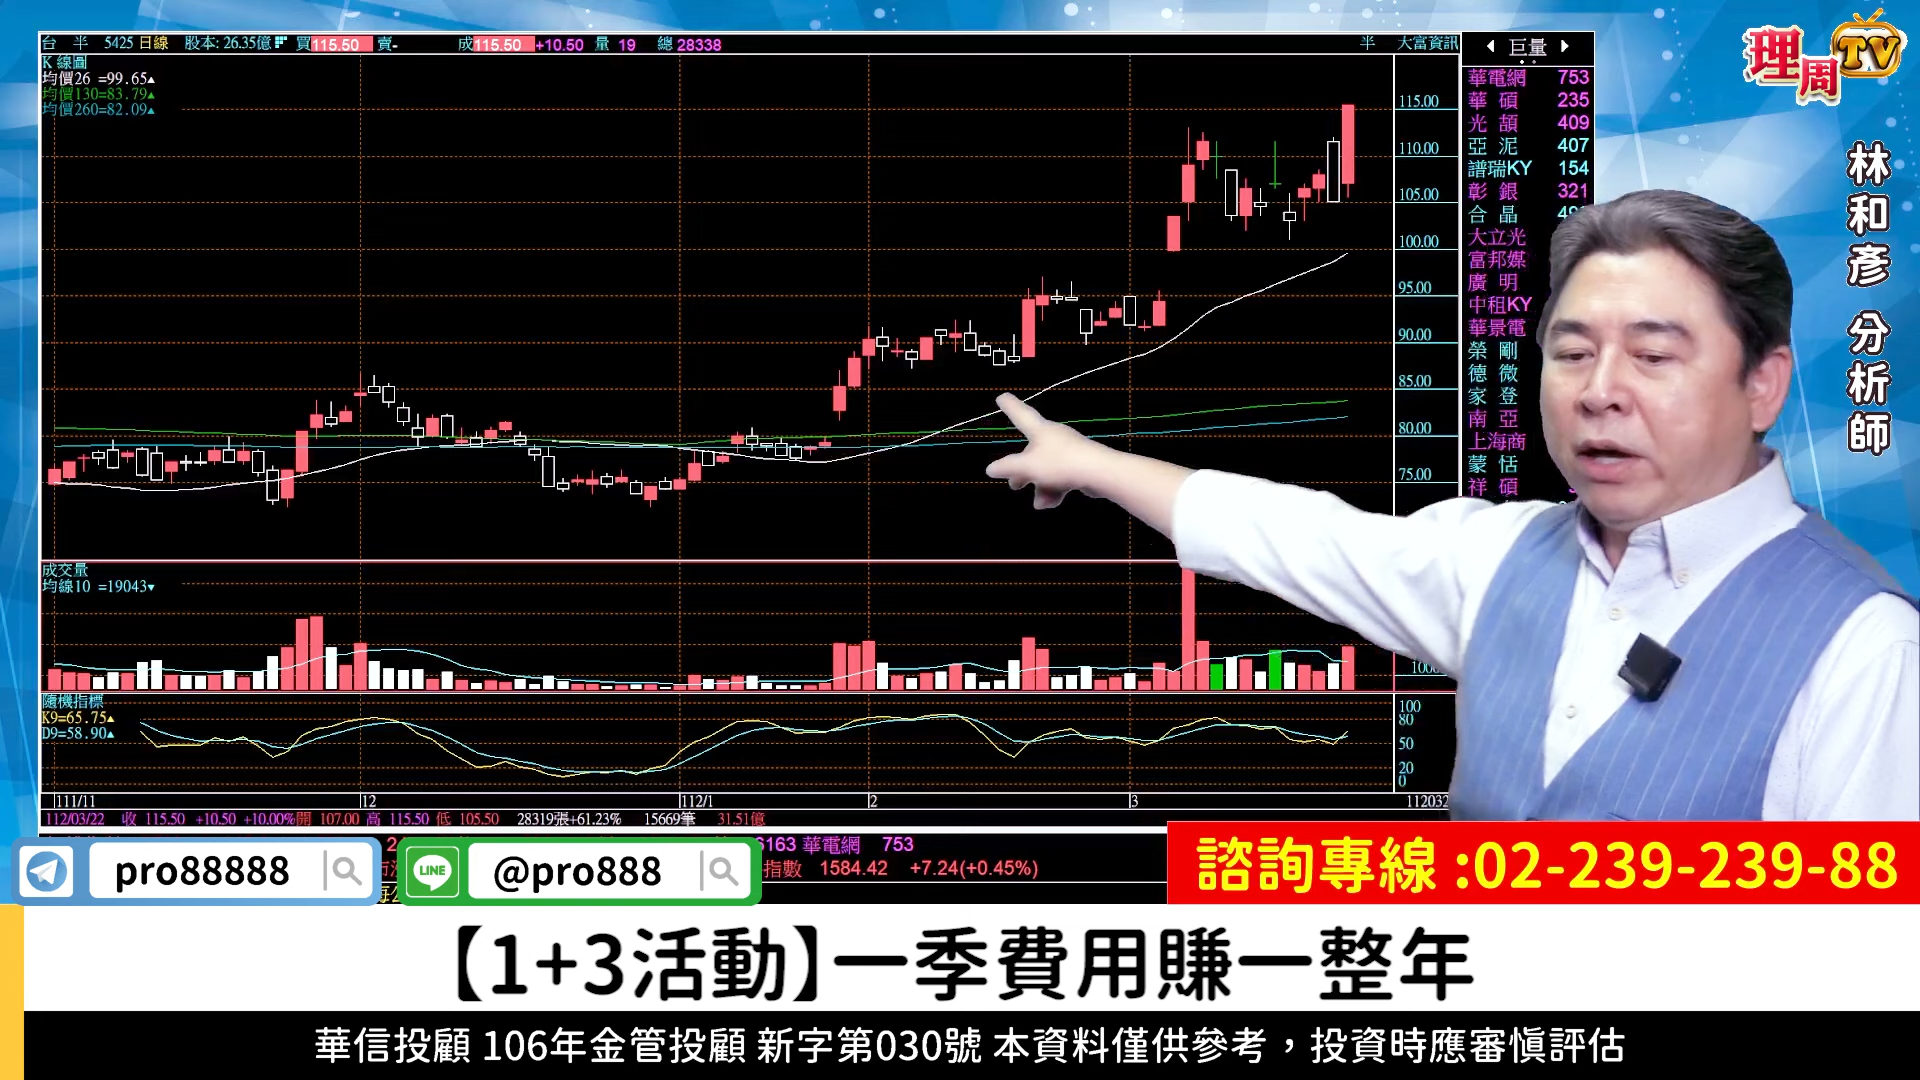 台 半 5425 日線 股本: 26.35億 買115.50 賣- 成115.50 +10.50 量 19 總 28338 半 大富資訊
K 線圖
均價26 =99.65▲
均價130=83.79▲
均價260=82.09▲
115.00
110.00
105.00
100.00
95.00
90.00
85.00
80.00
75.00
巨量
華電網 753
華 碩 235
光 頡 409
亞 泥 407
譜瑞KY 154
彰 銀 321
合 晶
大立光
富邦媒
廣 明
中租KY
華景電
榮 剛
德 微
家 登
南 亞
上海商
蒙 恬
祥 碩
理周TV
林和彥 分析師
成交量
均線10 =19043▼
隨機指標
K9=65.75▲
D9=58.90▲
100
80
50
20
0
111/11 12 112/1 2 3
112/03/22 收 115.50 +10.50 +10.00% 開 107.00 高 115.50 低 105.50 28319張+61.23% 15669筆 31.51億
6163 華電網 753
指數 1584.42 +7.24(+0.45%)
pro88888
LINE @pro888
諮詢專線:02-239-239-88
【1+3活動】一季費用賺一整年
華信投顧 106年金管投顧 新字第030號 本資料僅供參考，投資時應審慎評估